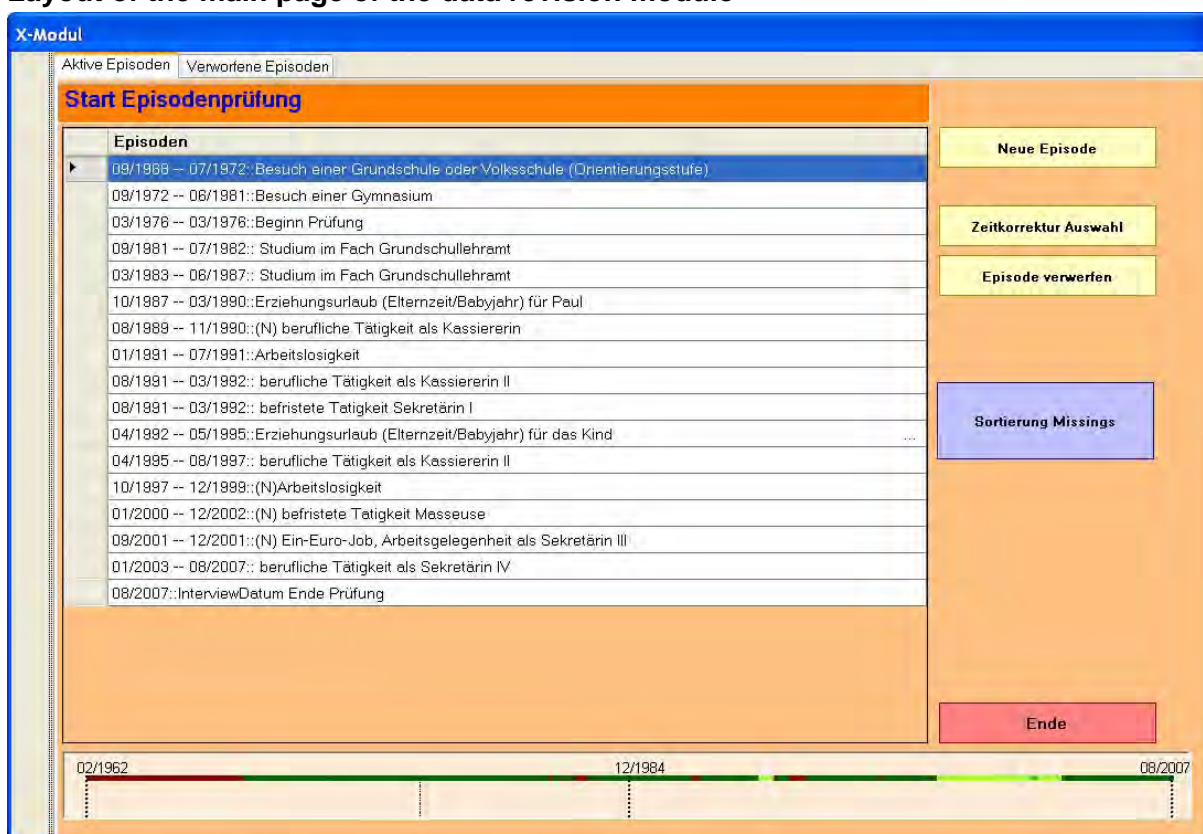 Layout of the main page of the data revision module
X-Modul
Aktive Episoden Verworfene Episoden
Start Episodenprüfung
Episoden
09/1968 -- 07/1972::Besuch einer Grundschule oder Volksschule (Orientierungsstufe)
09/1972 -- 06/1981::Besuch einer Gymnasium
03/1976 -- 03/1976::Beginn Prüfung
09/1981 -- 07/1982:: Studium im Fach Grundschullehramt
03/1983 -- 06/1987:: Studium im Fach Grundschullehramt
10/1987 -- 03/1990::Erziehungsurlaub (Elternzeit/Babyjahr) für Paul
08/1989 -- 11/1990::(N) berufliche Tätigkeit als Kassiererin
01/1991 -- 07/1991::Arbeitslosigkeit
08/1991 -- 03/1992:: berufliche Tätigkeit als Kassiererin II
08/1991 -- 03/1992:: befristete Tatigkeit Sekretärin I
04/1992 -- 05/1995::Erziehungsurlaub (Elternzeit/Babyjahr) für das Kind ...
04/1995 -- 08/1997:: berufliche Tätigkeit als Kassiererin II
10/1997 -- 12/1999::(N)Arbeitslosigkeit
01/2000 -- 12/2002::(N) befristete Tatigkeit Masseuse
09/2001 -- 12/2001::(N) Ein-Euro-Job, Arbeitsgelegenheit als Sekretärin III
01/2003 -- 08/2007:: berufliche Tätigkeit als Sekretärin IV
08/2007::InterviewDatum Ende Prüfung
Neue Episode
Zeitkorrektur Auswahl
Episode verwerfen
Sortierung Missings
Ende
02/1962 12/1984 08/2007